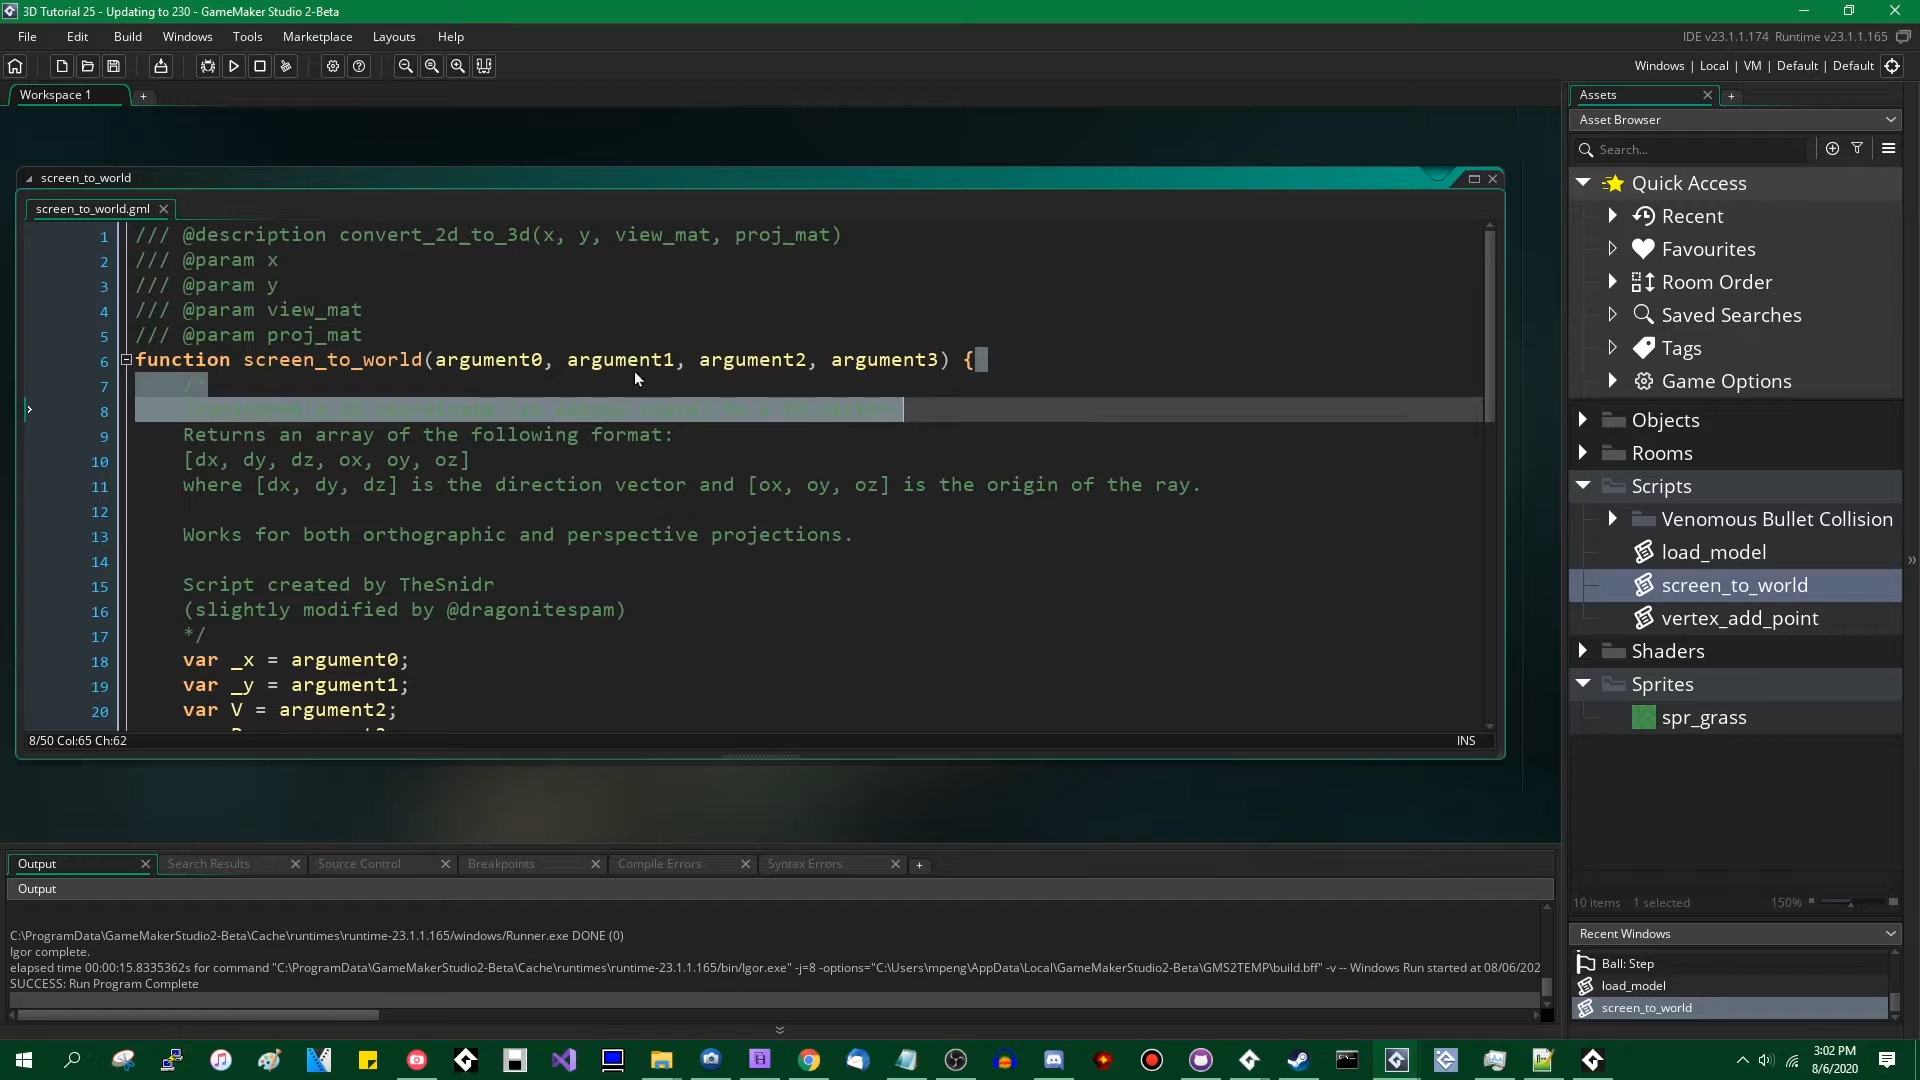 3D Tutorial 25 - Updating to 230 - GameMaker Studio 2-Beta
File Edit Build Windows Tools Marketplace Layouts Help
IDE v23.1.1.174 Runtime v23.1.1.165
Windows | Local | VM | Default | Default
Workspace 1
screen_to_world
screen_to_world.gml
1 /// @description convert_2d_to_3d(x, y, view_mat, proj_mat)
2 /// @param x
3 /// @param y
4 /// @param view_mat
5 /// @param proj_mat
6 function screen_to_world(argument0, argument1, argument2, argument3) {
7 /*
8
9 Returns an array of the following format:
10 [dx, dy, dz, ox, oy, oz]
11 where [dx, dy, dz] is the direction vector and [ox, oy, oz] is the origin of the ray.
12
13 Works for both orthographic and perspective projections.
14
15 Script created by TheSnidr
16 (slightly modified by @dragonitespam)
17 */
18 var _x = argument0;
19 var _y = argument1;
20 var V = argument2;
8/50 Col:65 Ch:62
INS
Output
Search Results
Source Control
Breakpoints
Compile Errors
Syntax Errors
Output
C:\ProgramData\GameMakerStudio2-Beta\Cache\runtimes\runtime-23.1.1.165/windows/Runner.exe DONE (0)
Igor complete.
elapsed time 00:00:15.8335362s for command "C:\ProgramData\GameMakerStudio2-Beta\Cache\runtimes\runtime-23.1.1.165/bin/Igor.exe" -j=8 -options="C:\Users\mpeng\AppData\Local\GameMakerStudio2-Beta\GMS2TEMP\build.bff" -v -- Windows Run started at 08/06/202
SUCCESS: Run Program Complete
Assets
Asset Browser
Search...
Quick Access
Recent
Favourites
Room Order
Saved Searches
Tags
Game Options
Objects
Rooms
Scripts
Venomous Bullet Collision
load_model
screen_to_world
vertex_add_point
Shaders
Sprites
spr_grass
10 items 1 selected
150%
Recent Windows
Ball: Step
load_model
screen_to_world
3:02 PM
8/6/2020